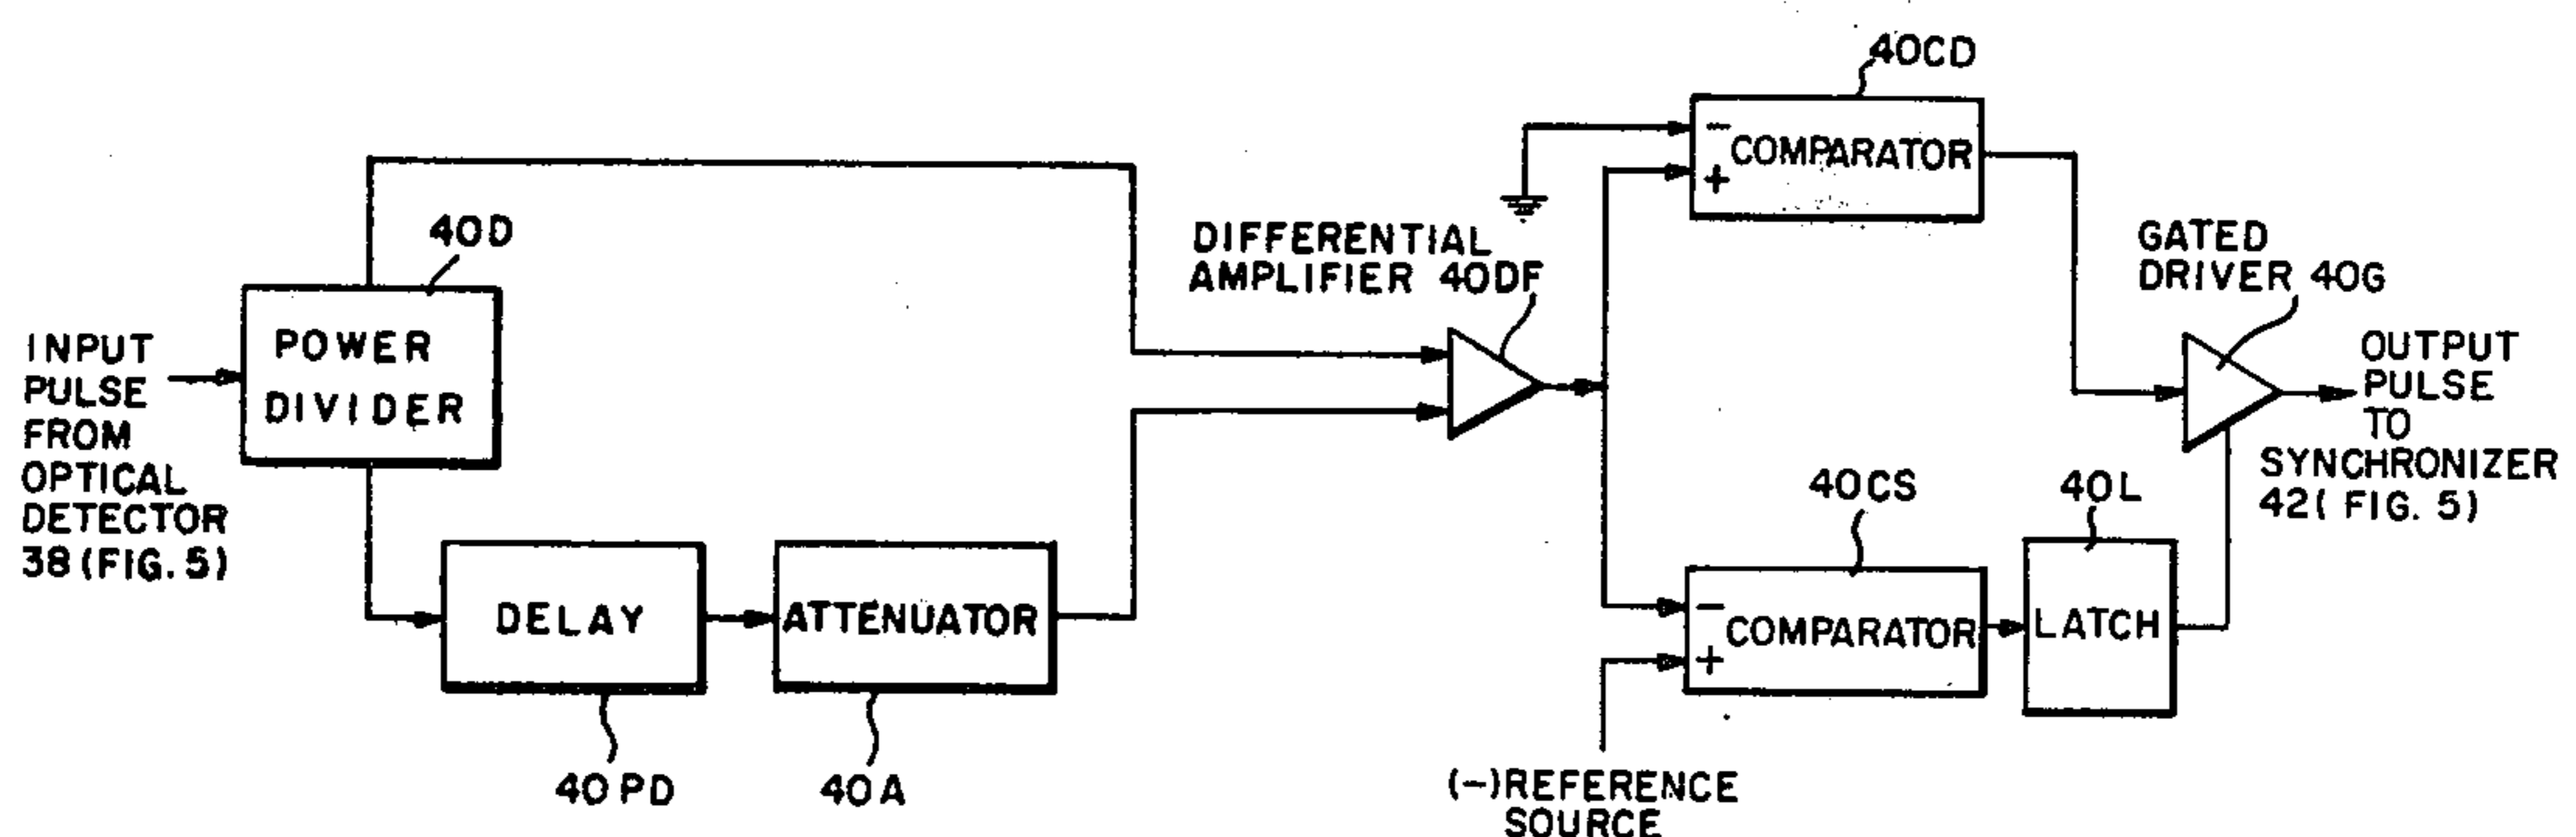 40CD
-
COMPARATOR
+
40D
DIFFERENTIAL
AMPLIFIER 40DF
GATED
DRIVER 40G
INPUT
PULSE
FROM
OPTICAL
DETECTOR
38 (FIG. 5)
POWER
DIVIDER
OUTPUT
PULSE
TO
SYNCHRONIZER
42( FIG. 5)
40CS
40L
DELAY
ATTENUATOR
-
COMPARATOR
+
LATCH
40PD
40A
(-)REFERENCE
SOURCE